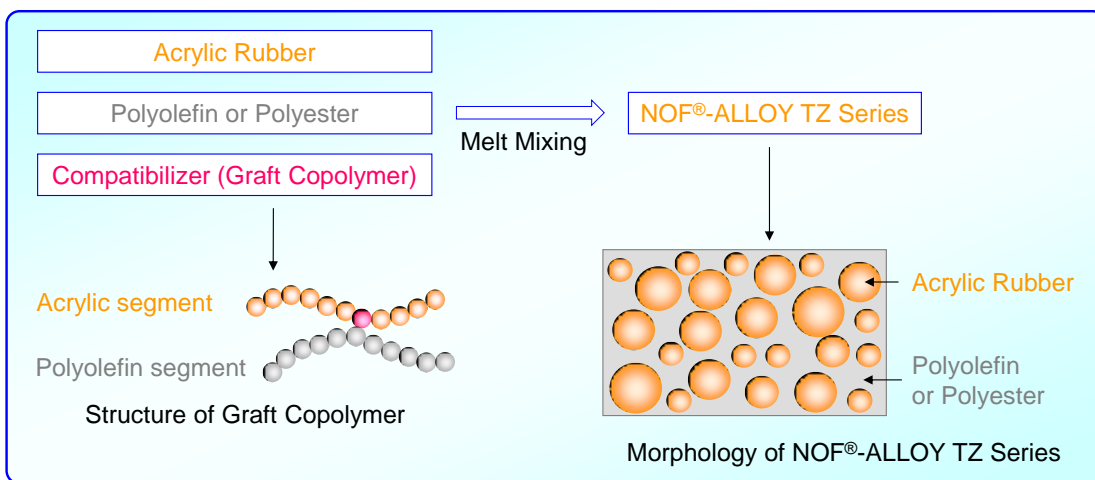 Acrylic Rubber
Polyolefin or Polyester
Compatibilizer (Graft Copolymer)
Melt Mixing
NOF®-ALLOY TZ Series
Acrylic segment
Polyolefin segment
Structure of Graft Copolymer
Acrylic Rubber
Polyolefin
or Polyester
Morphology of NOF®-ALLOY TZ Series